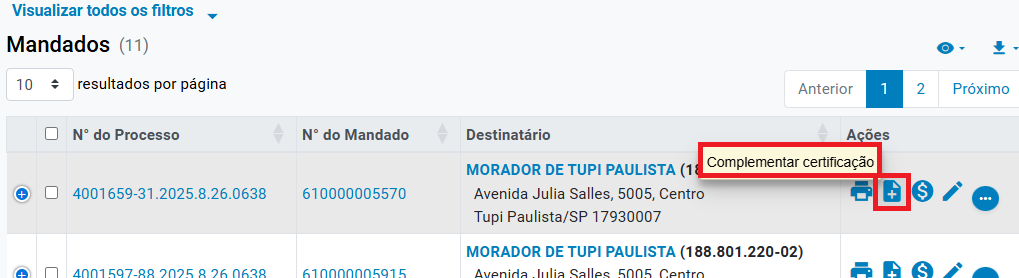 Visualizar todos os filtros
Mandados (11)
10 resultados por página
Anterior 1 2 Próximo
N° do Processo N° do Mandado Destinatário Ações
MORADOR DE TUPI PAULISTA (18
Complementar certificação
4001659-31.2025.8.26.0638 610000005570 Avenida Julia Salles, 5005, Centro
Tupi Paulista/SP 17930007
MORADOR DE TUPI PAULISTA (188.801.220-02)
4001597-88.2025.8.26.0638 610000005915 Avenida Julia Salles, 5005, Centro